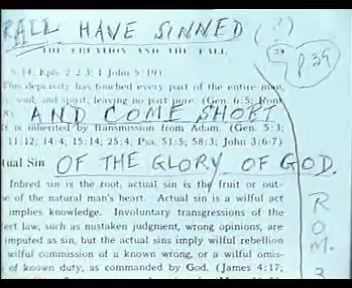 ALL HAVE SINNED (?)
THE CREATION AND THE FALL
29
p34
5:14, Eph. 2:2,3; 1 John 5:19).
This depravity has touched every part of the entire man,
soul, and spirit; leaving no part pure. (Gen. 6:5; Rom.
AND COME SHORT
It is inherited by transmission from Adam. (Gen. 5:3;
11:12; 14:4; 15:14; 25:4; Psa. 51:5; 58:3; John 3:6-7)
tual Sin
OF THE GLORY OF GOD.
Inbred sin is the root, actual sin is the fruit or out-
e of the natural man's heart. Actual sin is a wilful act
implies knowledge. Involuntary transgressions of the
ect law, such as mistaken judgment, wrong opinions, are
mputed as sin, but the actual sins imply wilful rebellion
wilful commission of a known wrong, or a wilful omis-
of known duty, as commanded by God. (James 4:17;
ROM. 3